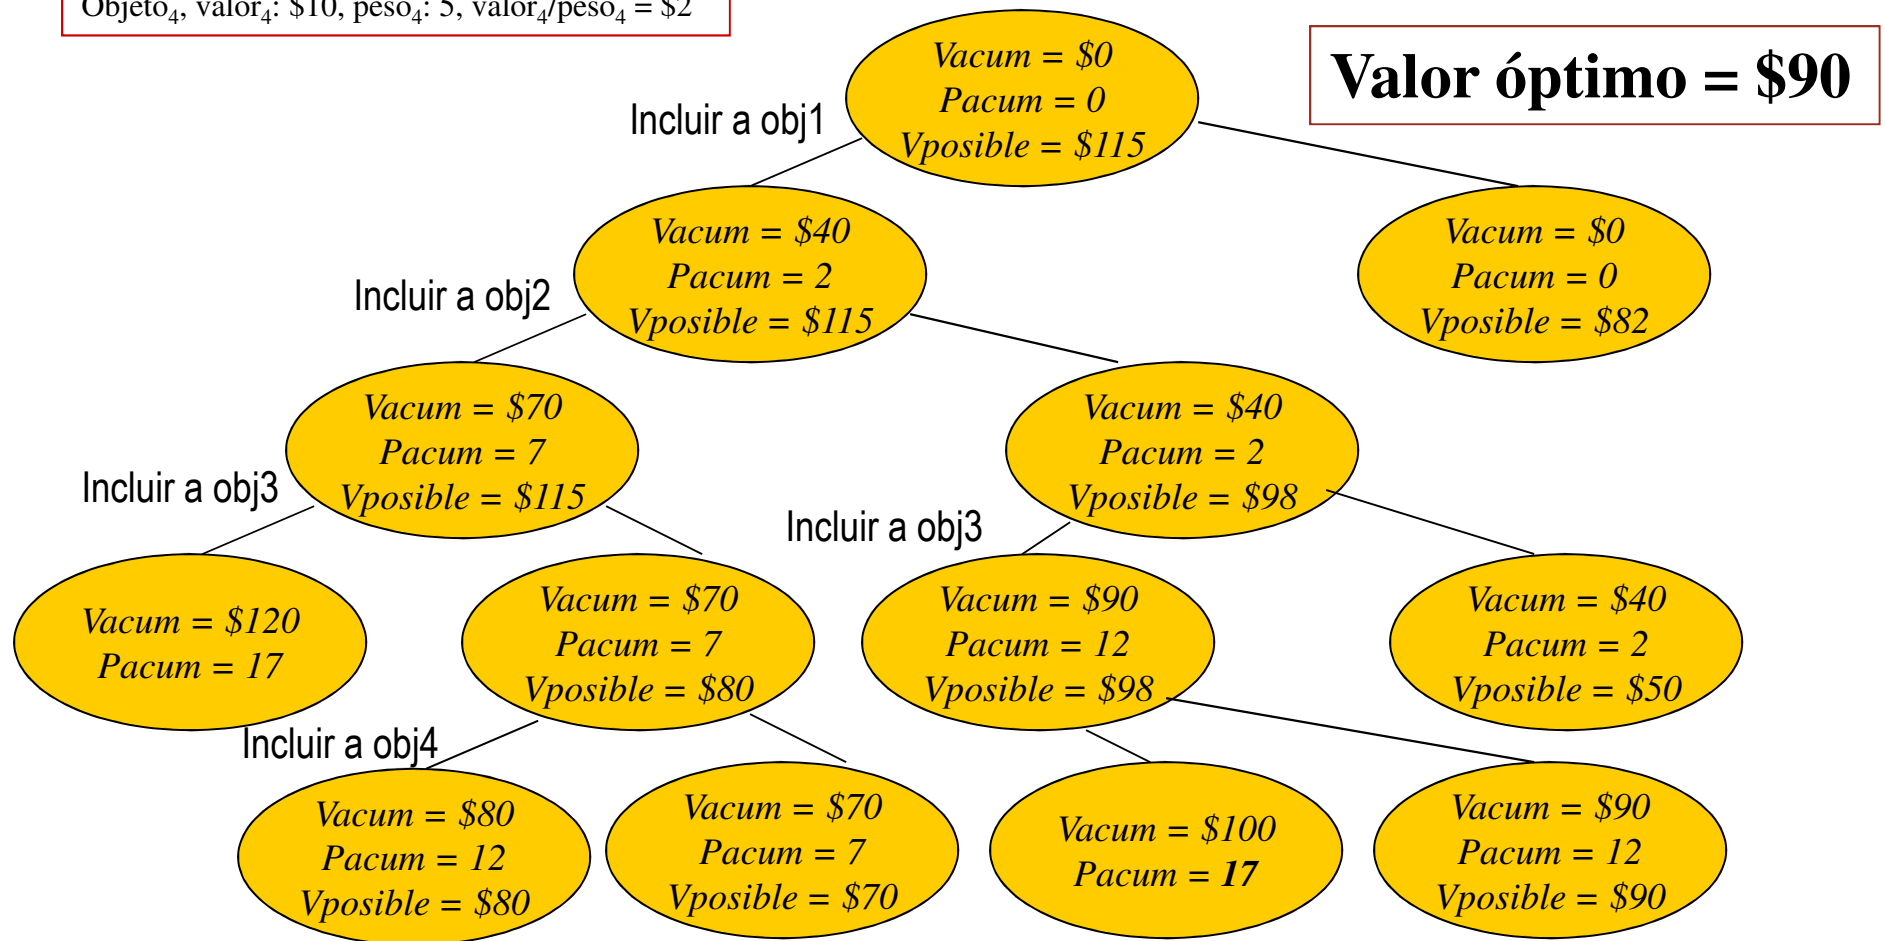 Objeto₄, valor₄: $10, peso₄: 5, valor₄/peso₄ = $2
Valor óptimo = $90
Vacum = $0
Pacum = 0
Vposible = $115
Incluir a obj1
Vacum = $40
Pacum = 2
Vposible = $115
Vacum = $0
Pacum = 0
Vposible = $82
Incluir a obj2
Vacum = $70
Pacum = 7
Vposible = $115
Vacum = $40
Pacum = 2
Vposible = $98
Incluir a obj3
Incluir a obj3
Vacum = $120
Pacum = 17
Vacum = $70
Pacum = 7
Vposible = $80
Vacum = $90
Pacum = 12
Vposible = $98
Vacum = $40
Pacum = 2
Vposible = $50
Incluir a obj4
Vacum = $80
Pacum = 12
Vposible = $80
Vacum = $70
Pacum = 7
Vposible = $70
Vacum = $100
Pacum = 17
Vacum = $90
Pacum = 12
Vposible = $90